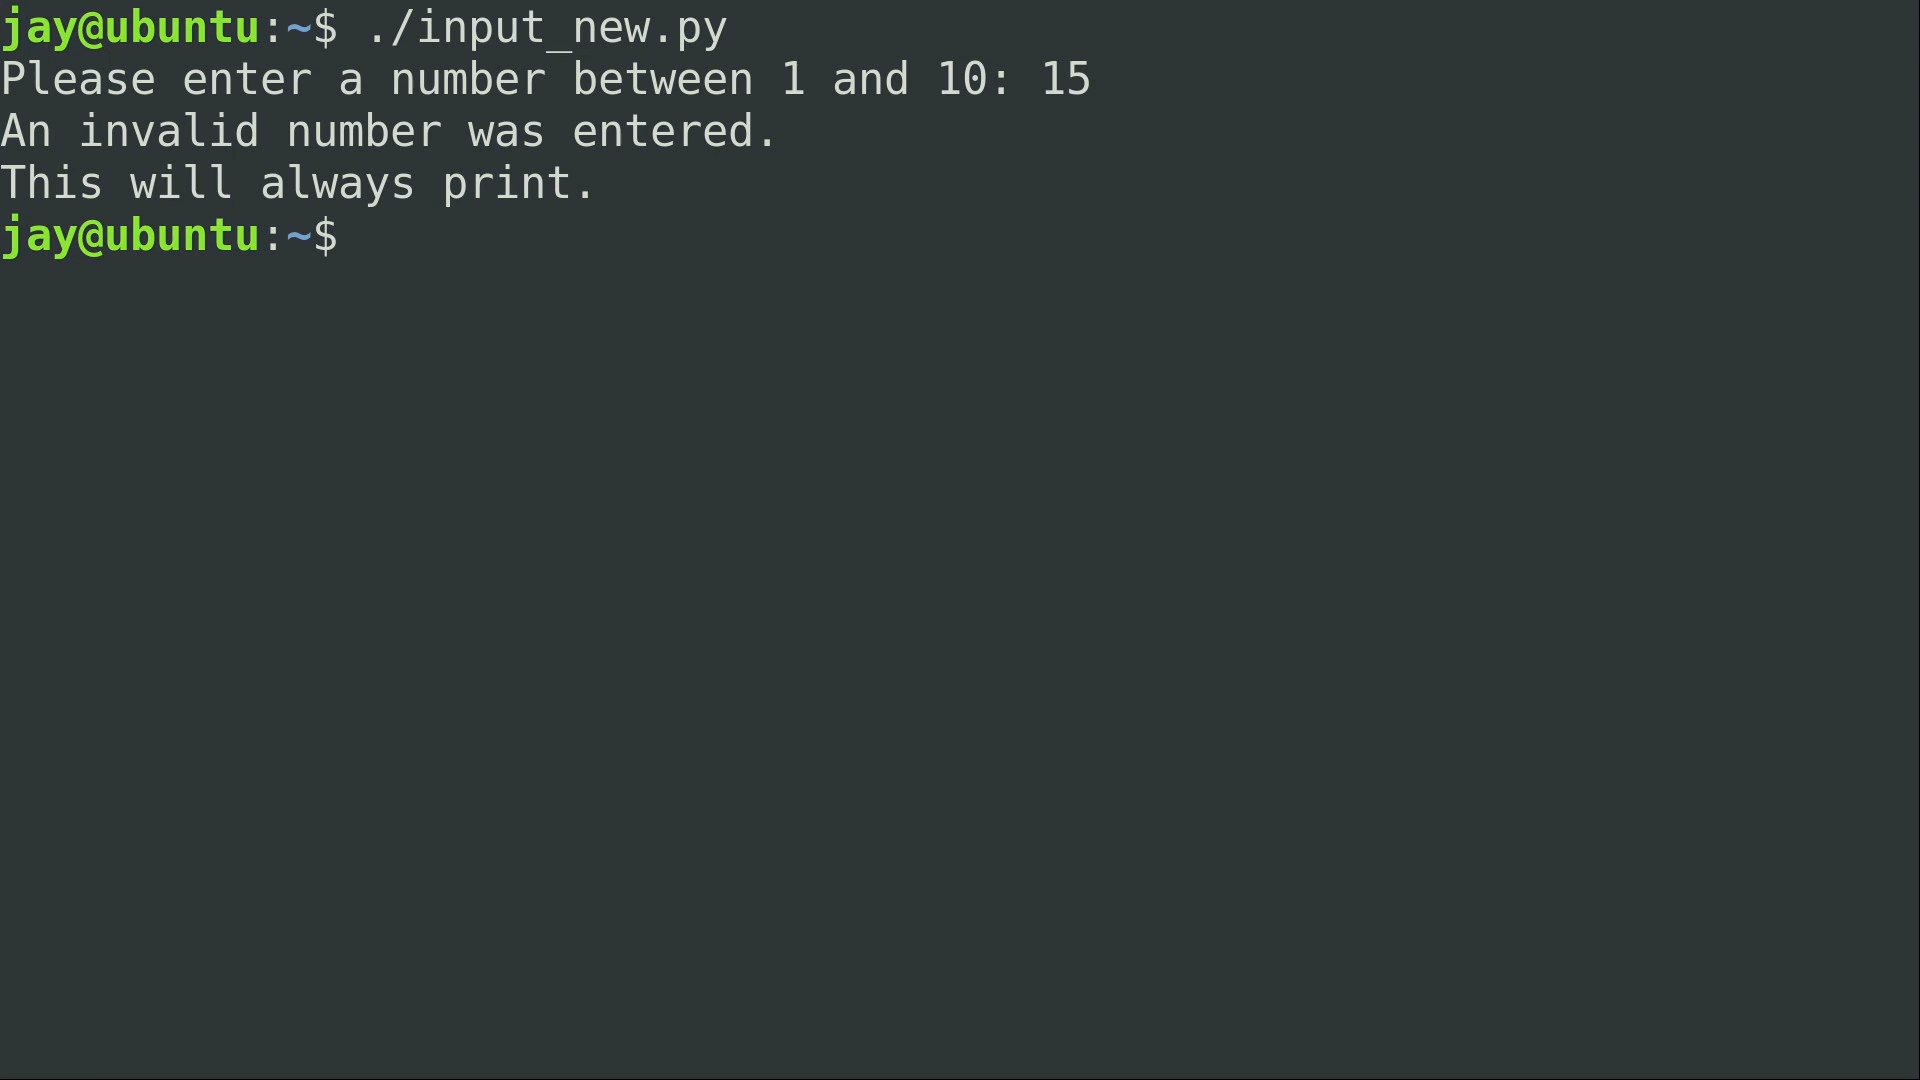 jay@ubuntu:~$ ./input_new.py
Please enter a number between 1 and 10: 15
An invalid number was entered.
This will always print.
jay@ubuntu:~$